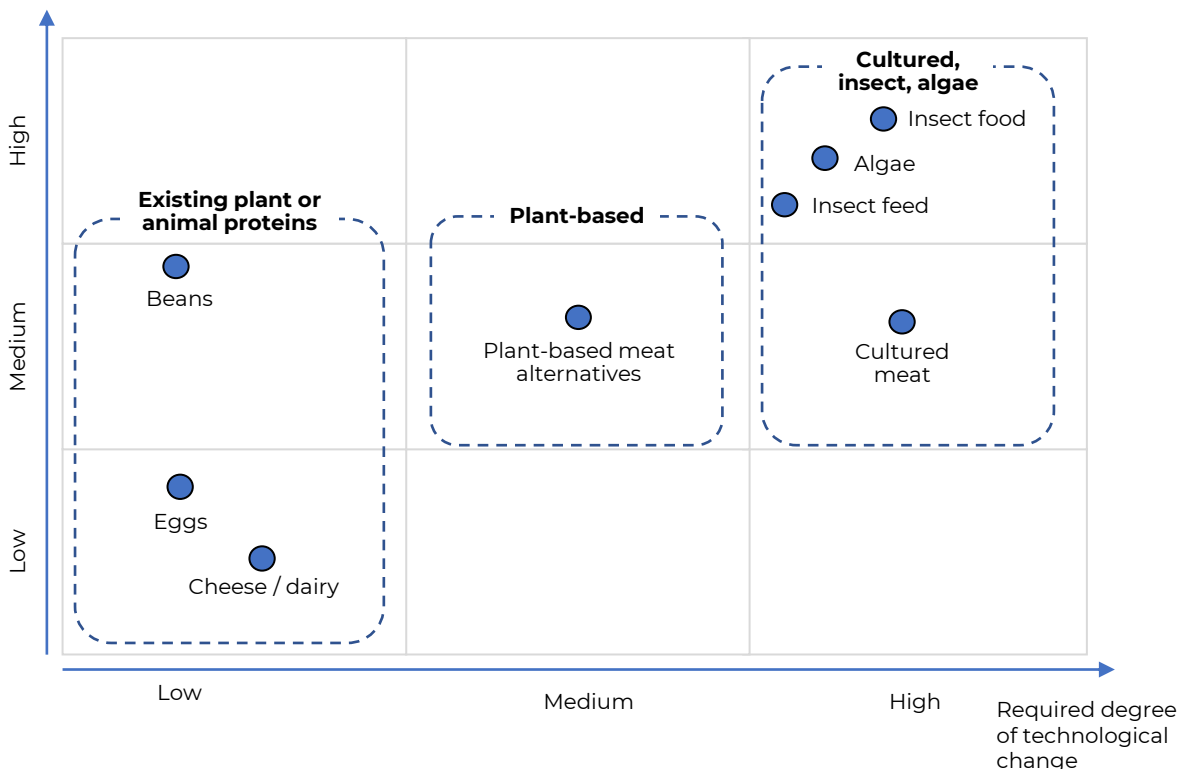 High
Medium
Low
Existing plant or
animal proteins
Beans
Eggs
Cheese / dairy
Plant-based
Plant-based meat
alternatives
Cultured,
insect, algae
Insect food
Algae
Insect feed
Cultured
meat
Low
Medium
High
Required degree
of technological
change